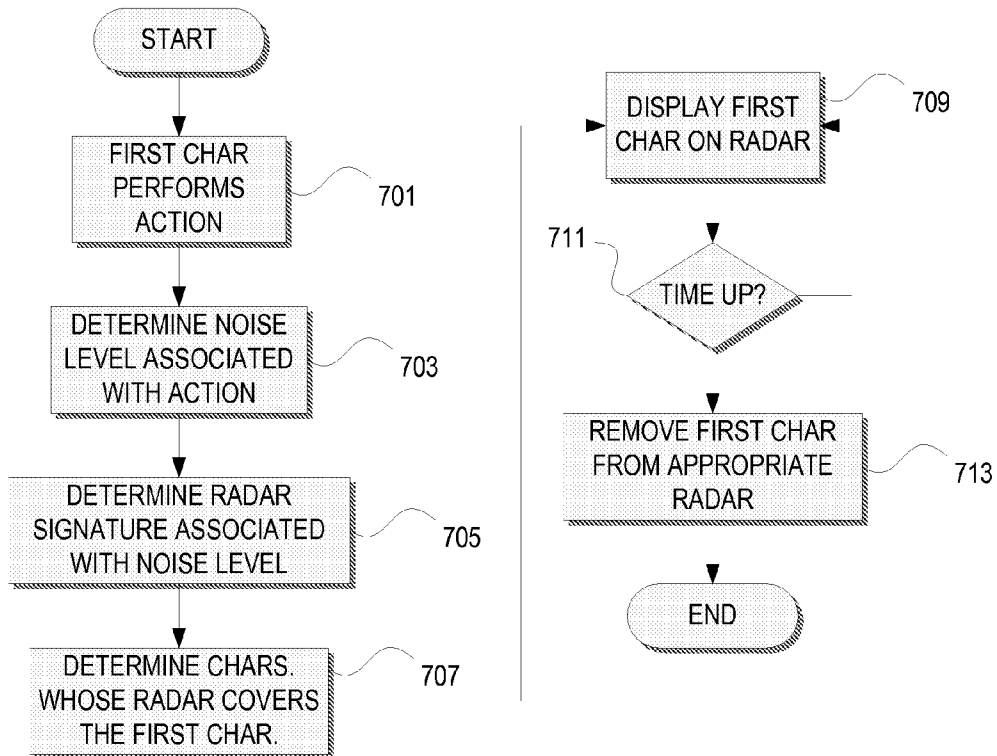 START
FIRST CHAR
PERFORMS
ACTION
701
DETERMINE NOISE
LEVEL ASSOCIATED
WITH ACTION
703
DETERMINE RADAR
SIGNATURE ASSOCIATED
WITH NOISE LEVEL
705
DETERMINE CHARS.
WHOSE RADAR COVERS
THE FIRST CHAR.
707
DISPLAY FIRST
CHAR ON RADAR
709
711
TIME UP?
REMOVE FIRST CHAR
FROM APPROPRIATE
RADAR
713
END